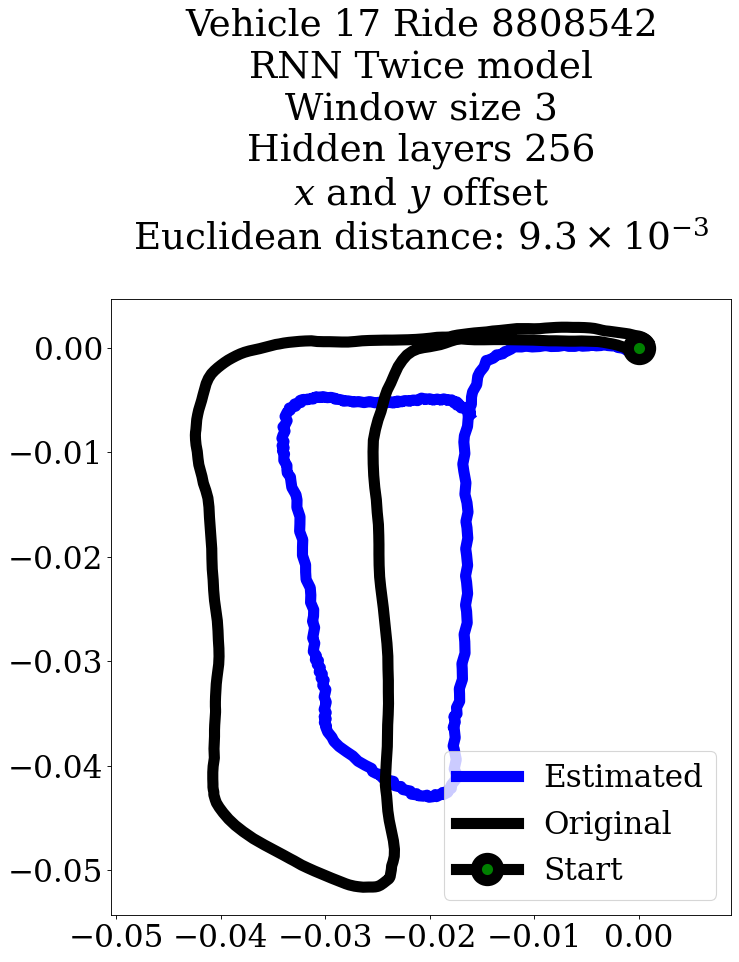 Vehicle 17 Ride 8808542
RNN Twice model
Window size 3
Hidden layers 256
x and y offset
Euclidean distance: 9.3 × 10⁻³
0.00
−0.01
−0.02
−0.03
−0.04
−0.05
Estimated
Original
Start
−0.05 −0.04 −0.03 −0.02 −0.01 0.00